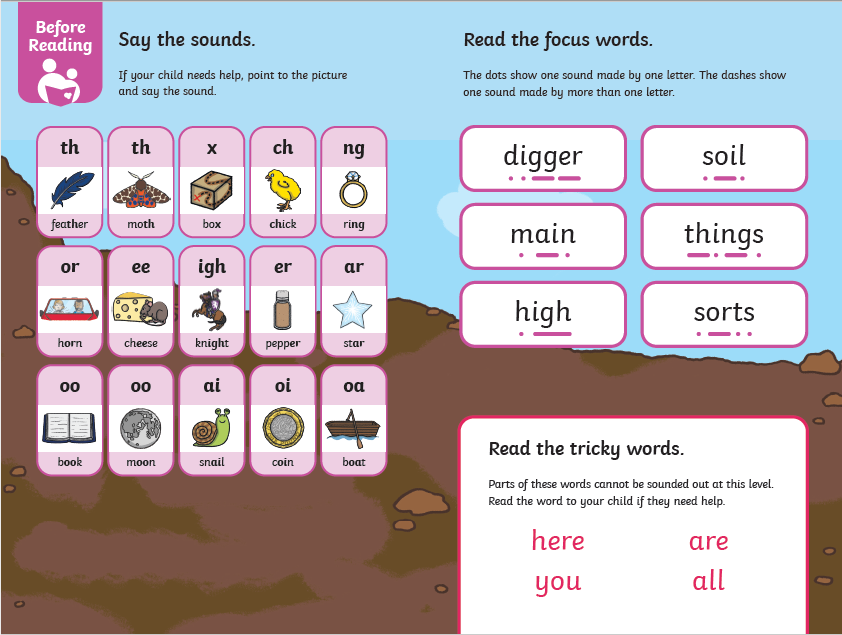 Before
Reading
Say the sounds.
If your child needs help, point to the picture
and say the sound.
th
feather
th
moth
x
box
ch
chick
ng
ring
or
horn
ee
cheese
igh
knight
er
pepper
ar
star
oo
book
oo
moon
ai
snail
oi
coin
oa
boat
Read the focus words.
The dots show one sound made by one letter. The dashes show
one sound made by more than one letter.
digger
soil
main
things
high
sorts
Read the tricky words.
Parts of these words cannot be sounded out at this level.
Read the word to your child if they need help.
here
are
you
all